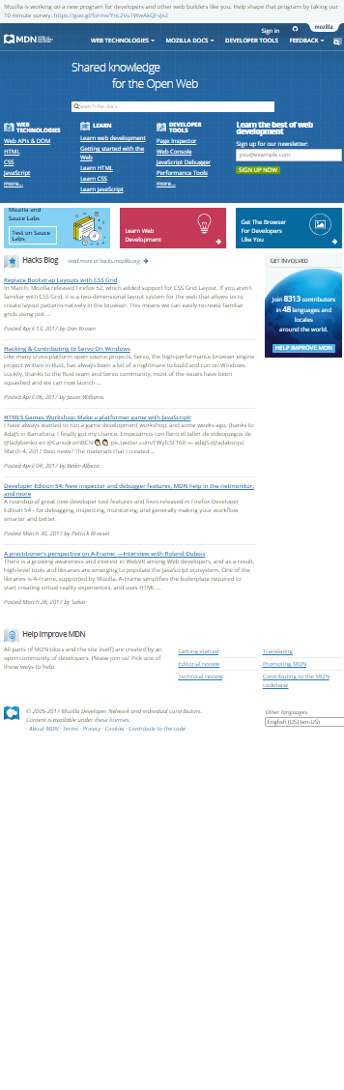 Mozilla is working on a new program for developers and other web builders like you. Help shape that program by taking our
10 minute survey:
Sign in
mozilla
MDN
WEB TECHNOLOGIES
MOZILLA DOCS
DEVELOPER TOOLS
FEEDBACK
Shared knowledge
for the Open Web
Search the docs
WEB
TECHNOLOGIES
Web APIs & DOM
HTML
CSS
JavaScript
more...
LEARN
Learn web development
Getting started with the
Web
Learn HTML
Learn CSS
Learn JavaScript
DEVELOPER
TOOLS
Page Inspector
Web Console
JavaScript Debugger
Performance Tools
more...
Learn the best of web
development
Sign up for our newsletter:
you@example.com
SIGN UP NOW
Mozilla and
Sauce Labs
Test on Sauce
Labs
Learn Web
Development
Get The Browser
For Developers
Like You
Hacks Blog
read more at hacks.mozilla.org
Replace Bootstrap Layouts with CSS Grid
In March, Mozilla released Firefox 52, which added support for CSS Grid Layout. If you aren't
familiar with CSS Grid, it is a two-dimensional layout system for the web that allows us to
create layout patterns natively in the browser. This means we can easily recreate familiar
grids using just ...
Posted April 13, 2017 by Dan Brown
Hacking & Contributing to Servo On Windows
Like many cross-platform open source projects, Servo, the high-performance browser engine
project written in Rust, has always been a bit of a nightmare to build and run on Windows.
Luckily, thanks to the Rust team and Servo community, most of the issues have been
squashed and we can now launch ...
Posted April 06, 2017 by Jason Williams
HTML5 Games Workshop: Make a platformer game with JavaScript!
I have always wanted to run a game development workshop, and some weeks ago, thanks to
AdaJS in Barcelona, I finally got my chance. Empezamos con lleno el taller de videojuegos de
March 4, 2017 Best news? The materials that I created ...
Posted April 04, 2017 by Belén Albeza
Developer Edition 54: New inspector and debugger features, MDN help in the netmonitor,
and more
A roundup of great new developer tool features and fixes released in Firefox Developer
Edition 54 - for debugging, inspecting, monitoring, and generally making your workflow
smarter and better.
Posted March 30, 2017 by Patrick Brosset
A practitioner's perspective on A-Frame: —Interview with Roland Dubois
There is a growing awareness and interest in WebVR among Web developers, and as a result,
high-level tools and libraries are emerging to populate the JavaScript ecosystem. One of the
libraries is A-Frame, supported by Mozilla. A-Frame simplifies the boilerplate required to
start creating virtual reality experiences, and uses HTML ...
Posted March 28, 2017 by Salva
GET INVOLVED
Join 8313 contributors
in 48 languages and
locales
around the world.
HELP IMPROVE MDN
Help improve MDN
All parts of MDN (docs and the site itself) are created by an
open community of developers. Please join us! Pick one of
these ways to help:
Getting started
Editorial review
Technical review
Translating
Promoting MDN
Contributing to the MDN
codebase
© 2005-2017 Mozilla Developer Network and individual contributors.
Content is available under these licenses.
· About MDN · Terms · Privacy · Cookies · Contribute to the code
Other languages:
English (US) (en-US)